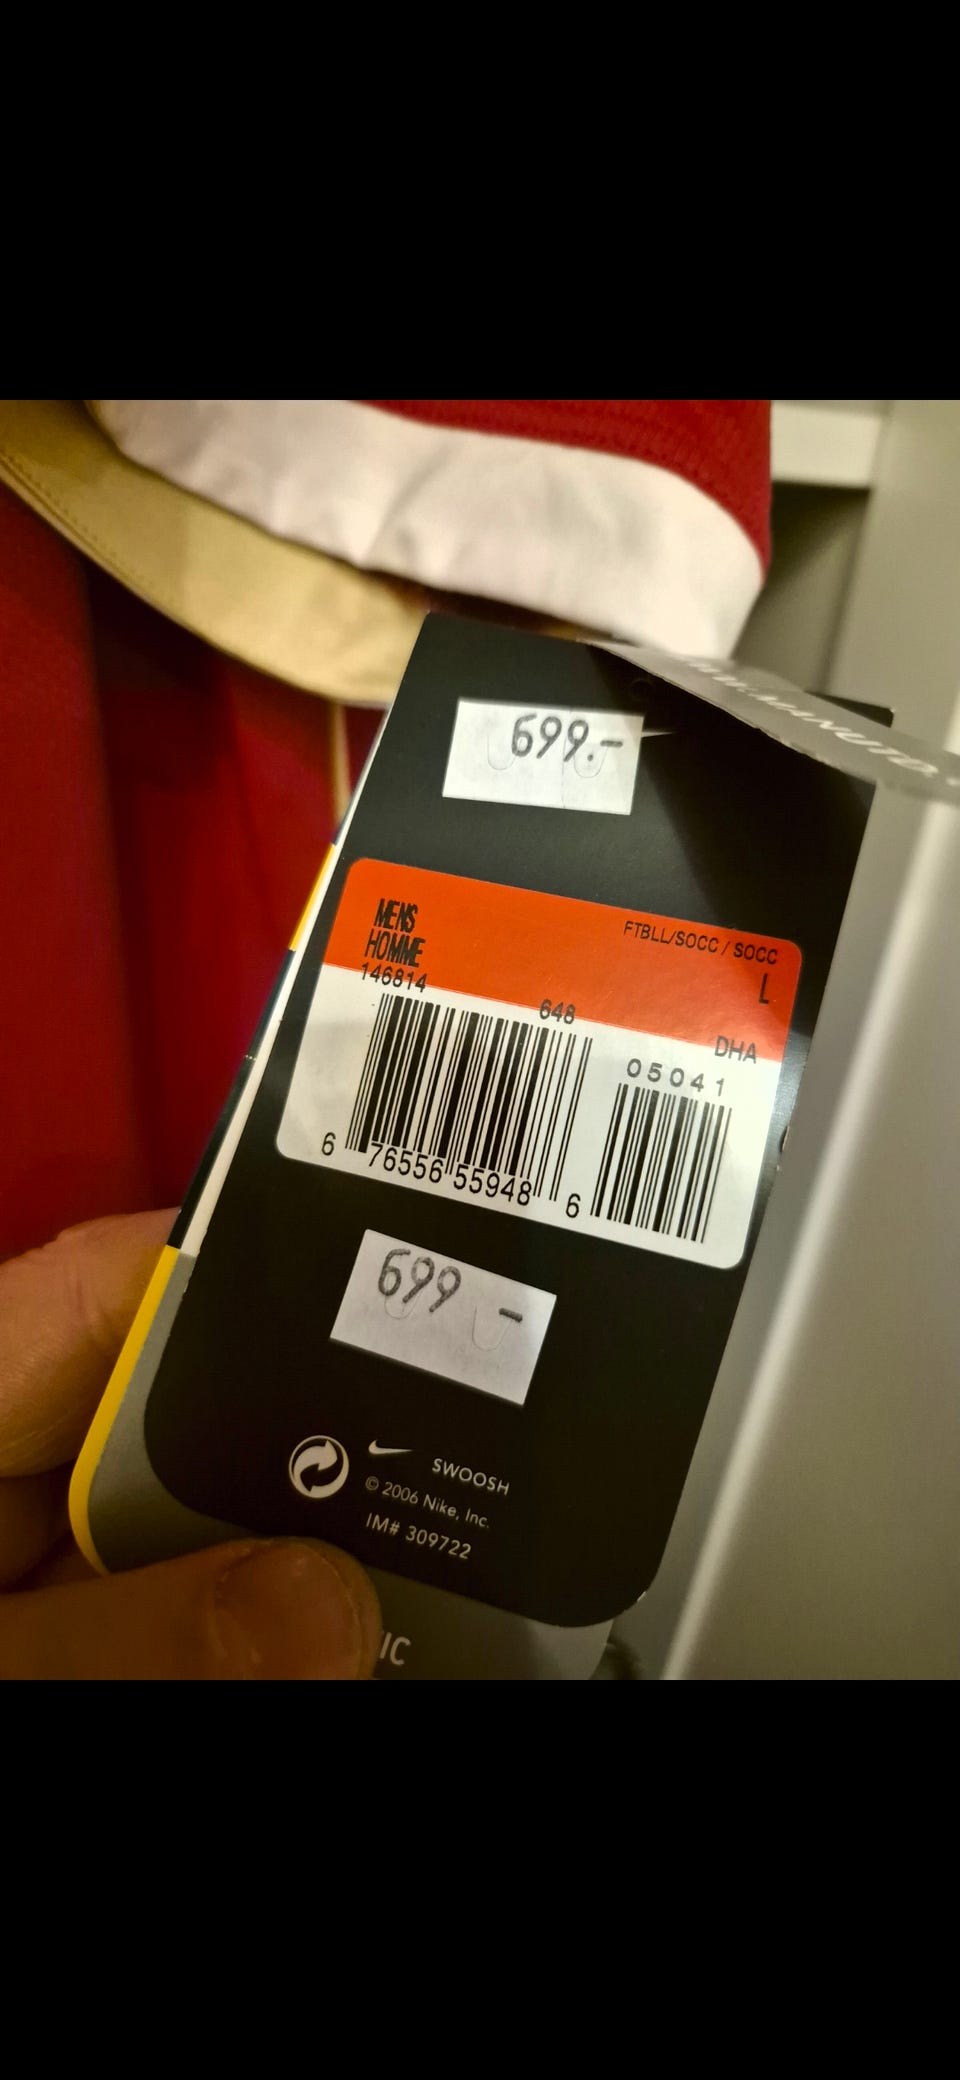 699.-
MENS
HOMME
FTBLL/SOCC / SOCC
L
146814
648
DHA
05041
6 76556 55948 6
699 -
SWOOSH
© 2006 Nike, Inc.
IM# 309722